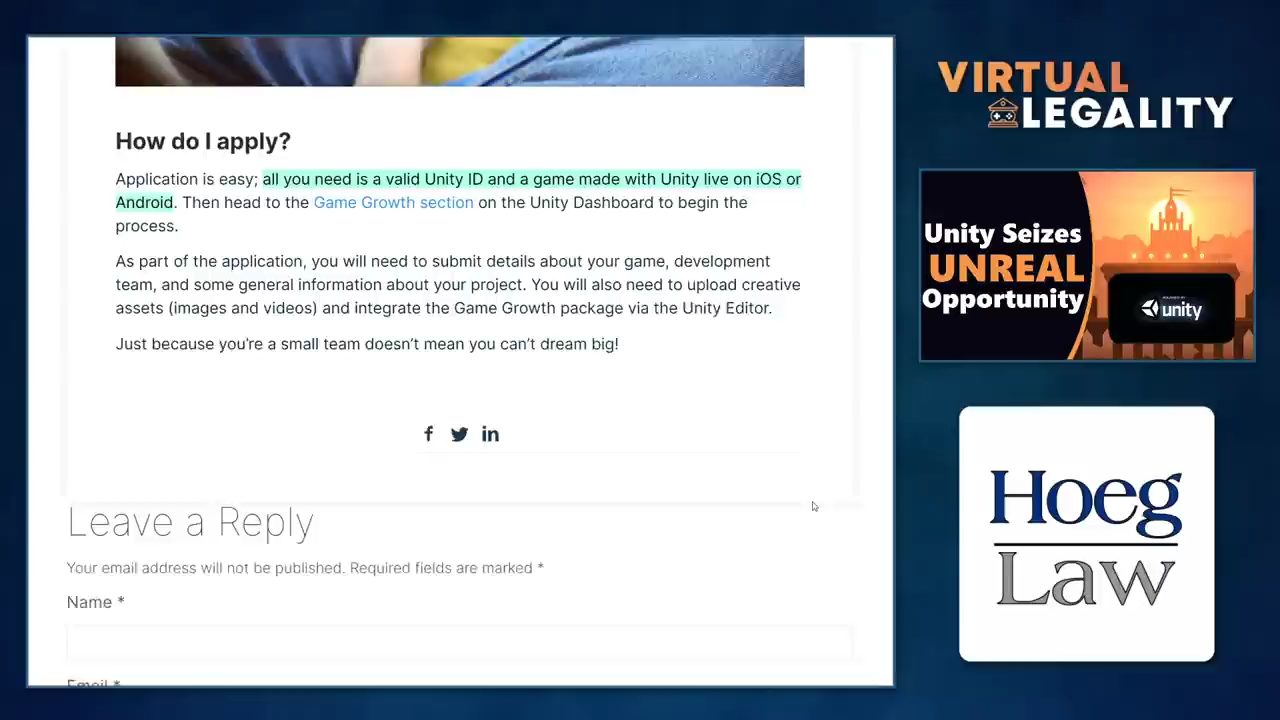 How do I apply?
Application is easy; all you need is a valid Unity ID and a game made with Unity live on iOS or
Android. Then head to the Game Growth section on the Unity Dashboard to begin the
process.
As part of the application, you will need to submit details about your game, development
team, and some general information about your project. You will also need to upload creative
assets (images and videos) and integrate the Game Growth package via the Unity Editor.
Just because you're a small team doesn't mean you can't dream big!
Leave a Reply
Your email address will not be published. Required fields are marked *
Name *
Email *
VIRTUAL
LEGALITY
Unity Seizes
UNREAL
Opportunity
unity
Hoeg
Law